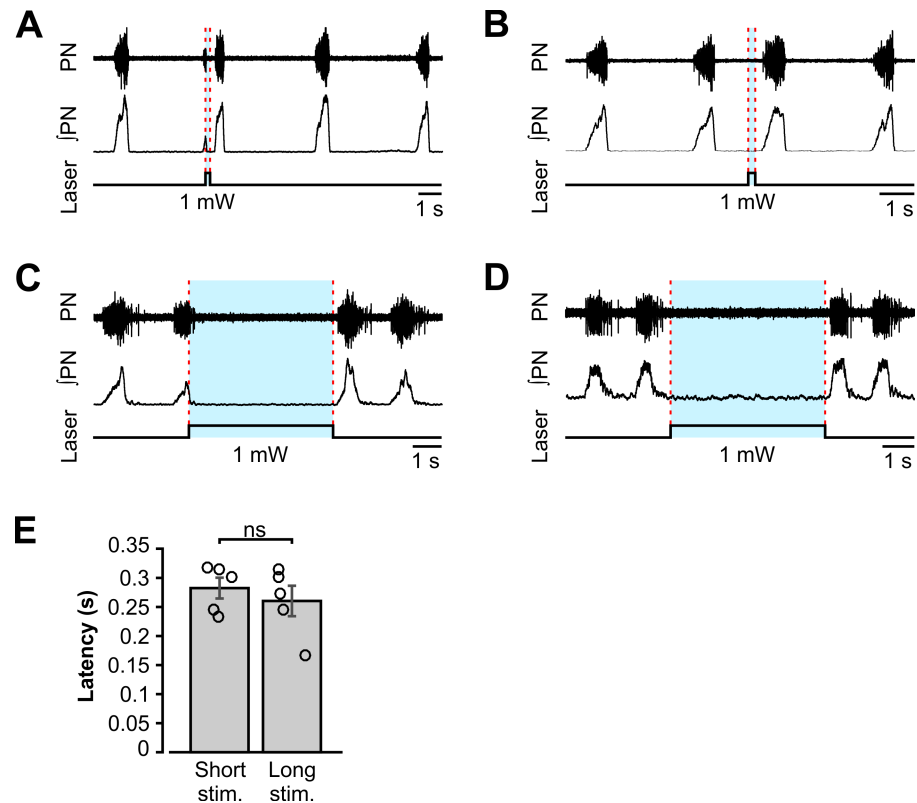 A
PN
∫PN
Laser
1 mW
1 s
B
PN
∫PN
Laser
1 mW
1 s
C
PN
∫PN
Laser
1 mW
1 s
D
PN
∫PN
Laser
1 mW
1 s
E
ns
Latency (s)
0.35
0.3
0.25
0.2
0.15
0.1
0.05
0
Short
stim.
Long
stim.